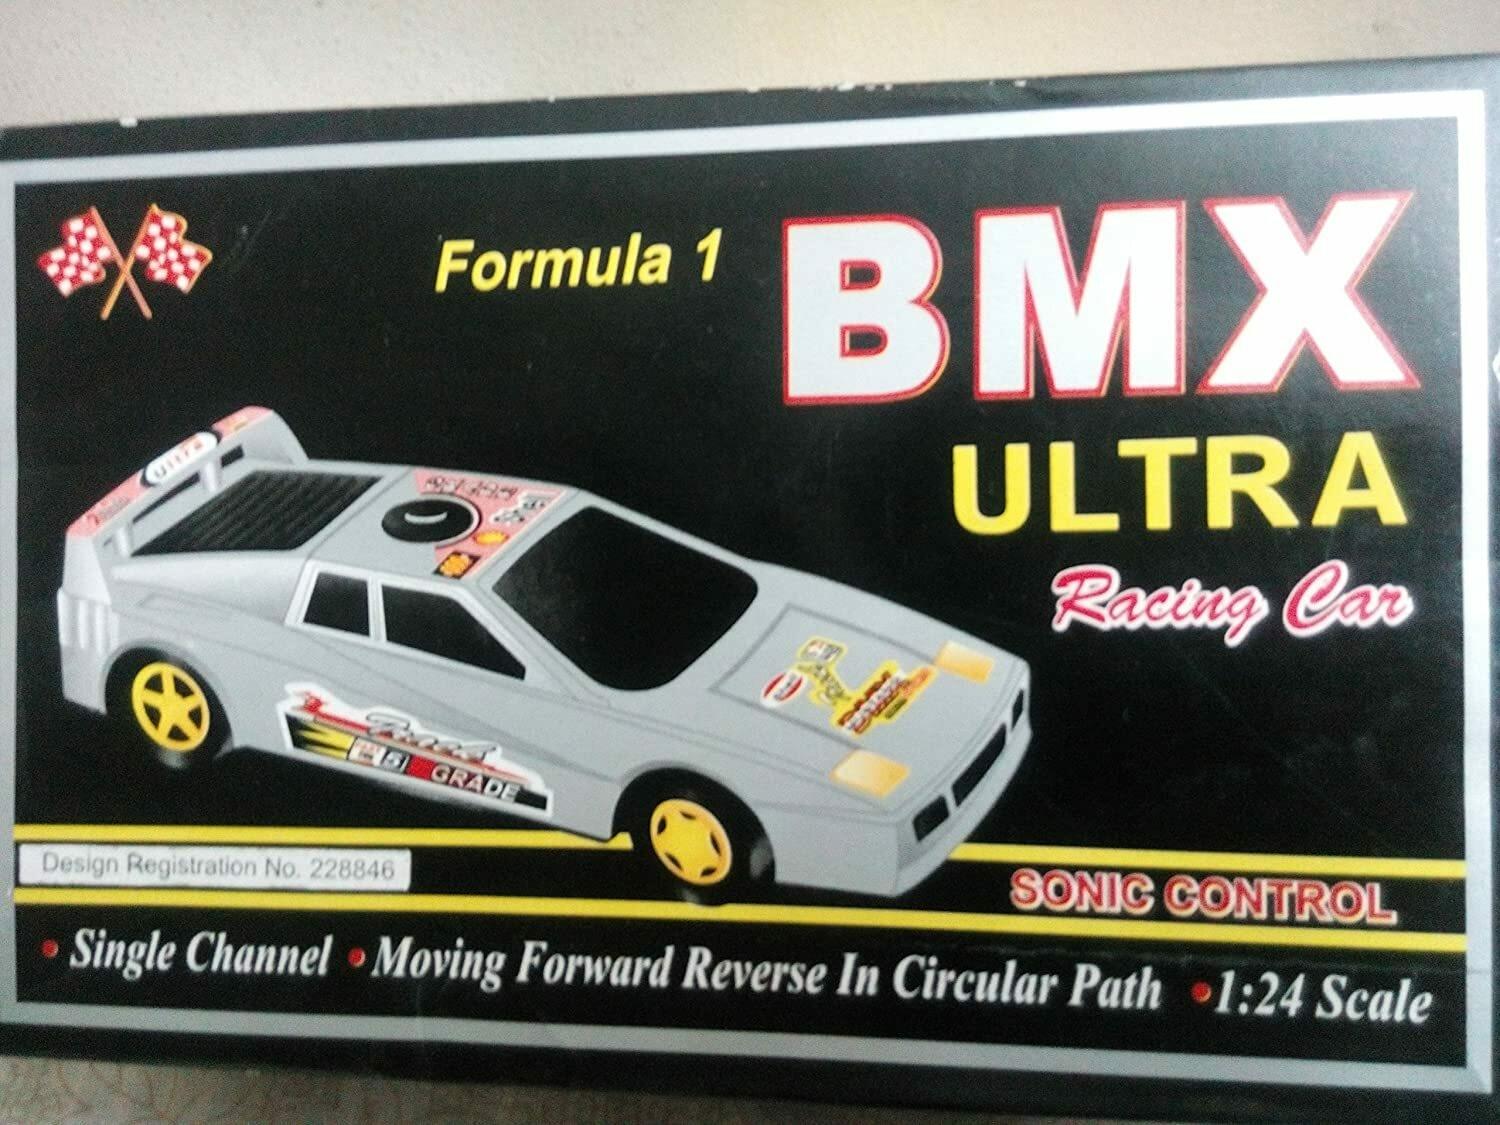 Formula 1
BMX
ULTRA
Racing Car
Ultra
5 GRADE
Design Registration No. 228846
SONIC CONTROL
• Single Channel • Moving Forward Reverse In Circular Path • 1:24 Scale